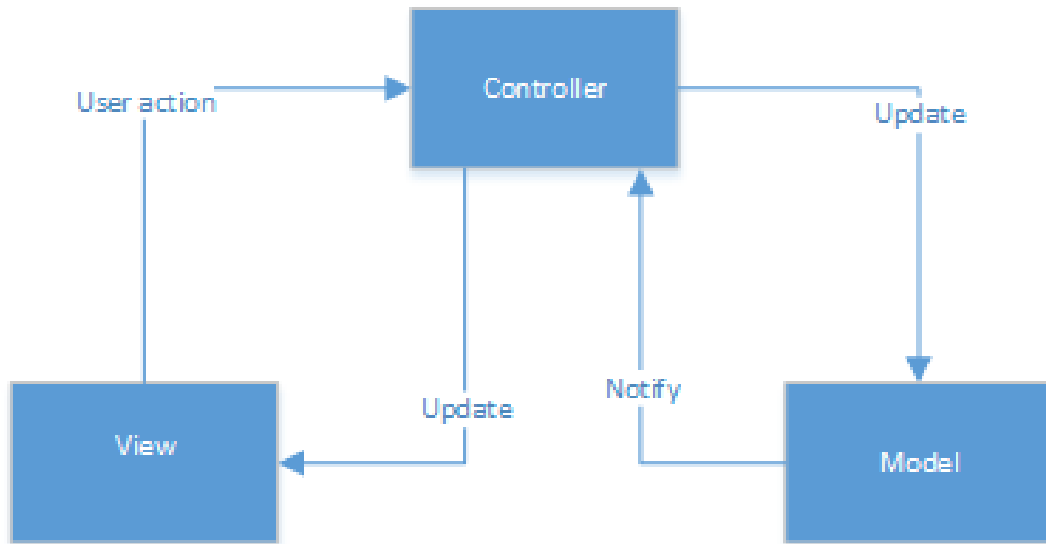 Controller
User action
Update
Update
Notify
View
Model